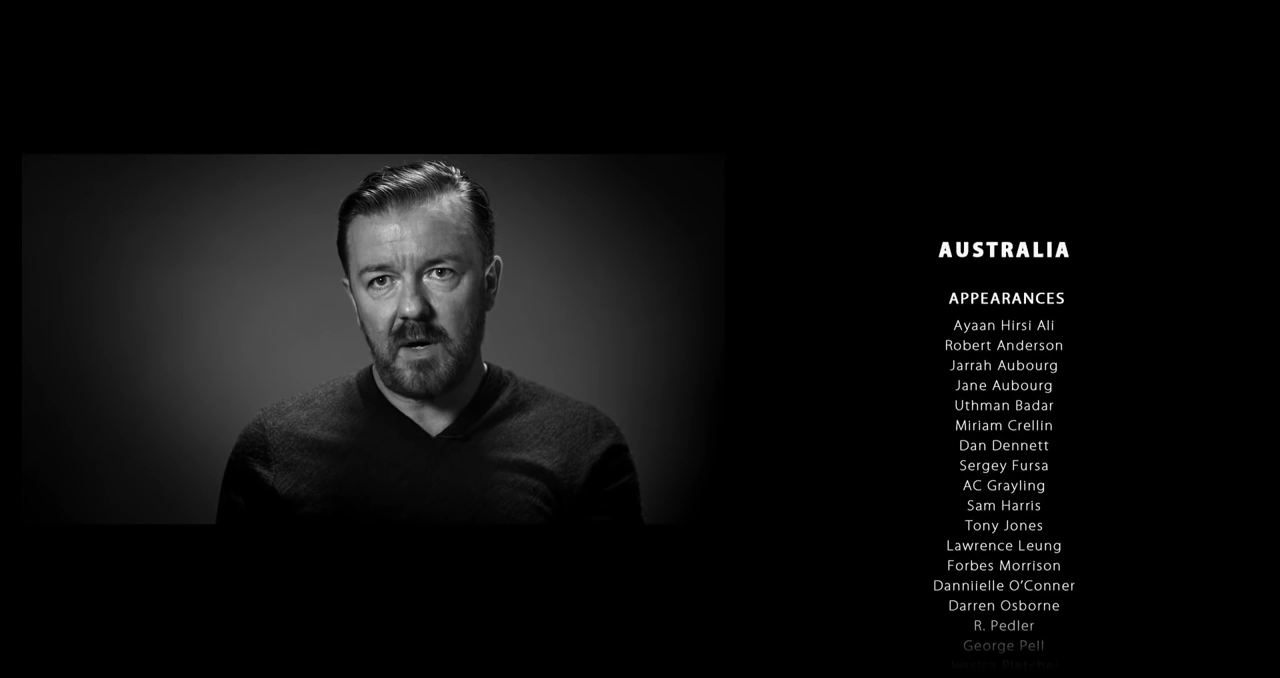 AUSTRALIA
APPEARANCES
Ayaan Hirsi Ali
Robert Anderson
Jarrah Aubourg
Jane Aubourg
Uthman Badar
Miriam Crellin
Dan Dennett
Sergey Fursa
AC Grayling
Sam Harris
Tony Jones
Lawrence Leung
Forbes Morrison
Danniielle O'Conner
Darren Osborne
R. Pedler
George Pell